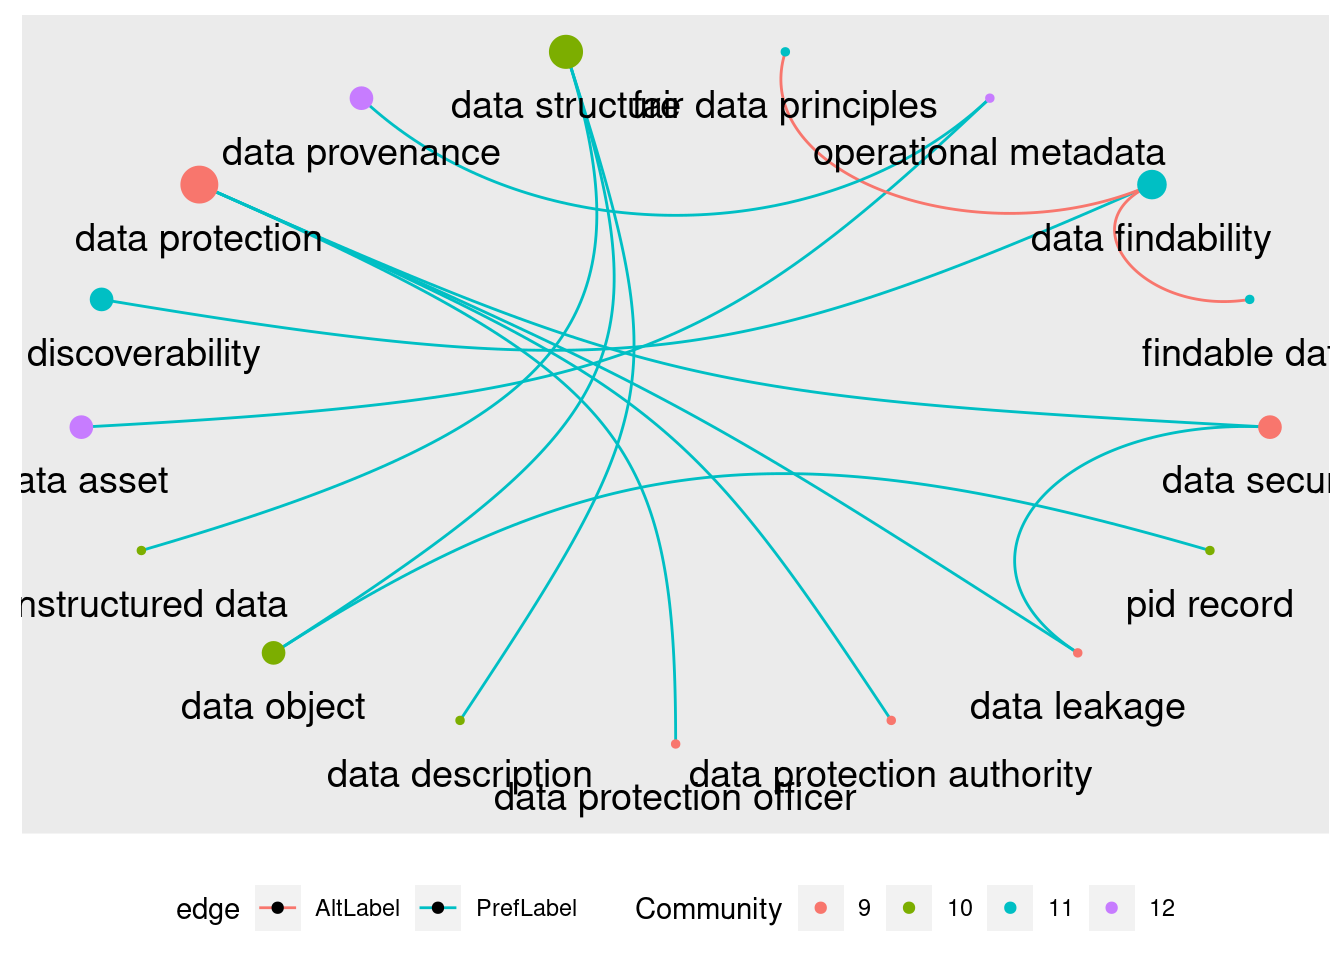 data structure
fair data principles
data provenance
operational metadata
data protection
data findability
discoverability
findable dat
ata asset
data secur
nstructured data
pid record
data object
data leakage
data description
data protection authority
data protection officer
edge AltLabel PrefLabel Community 9 10 11 12